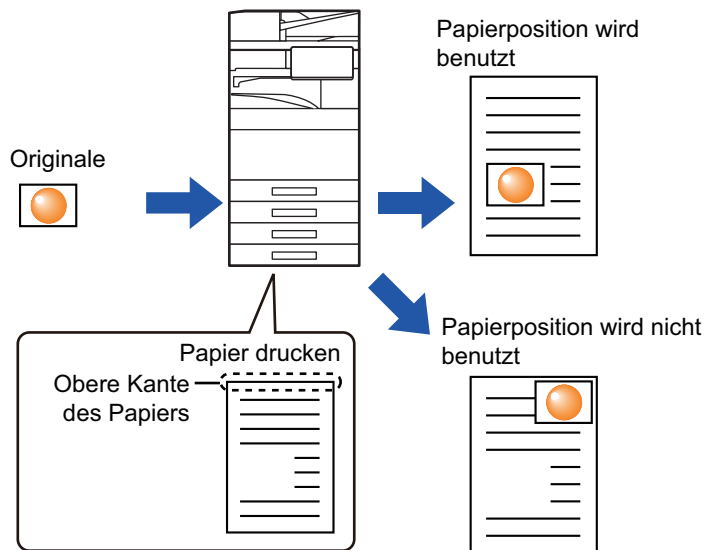 Papierposition wird
benutzt
Originale
Papierposition wird nicht
benutzt
Papier drucken
Obere Kante
des Papiers